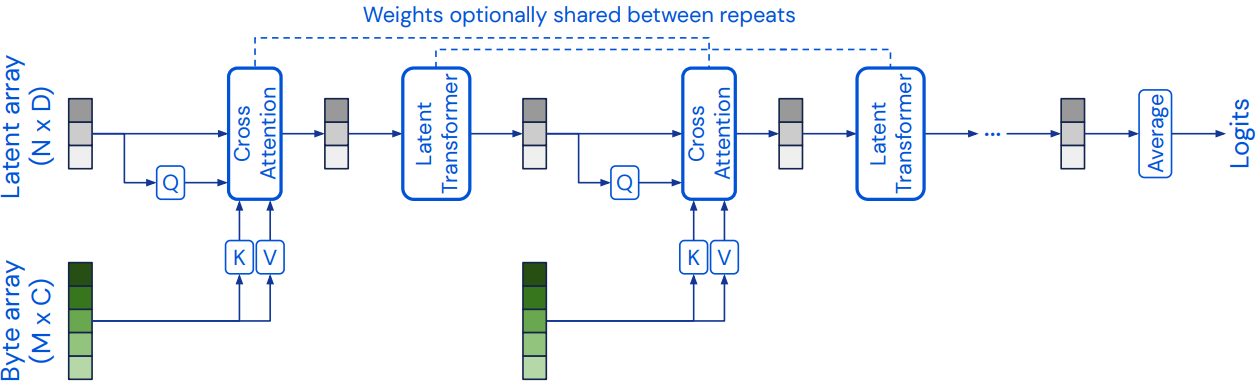 Weights optionally shared between repeats
Latent array
(N x D)
Q
Cross
Attention
Latent
Transformer
Q
Cross
Attention
Latent
Transformer
...
Average
Logits
K
V
K
V
Byte array
(M x C)